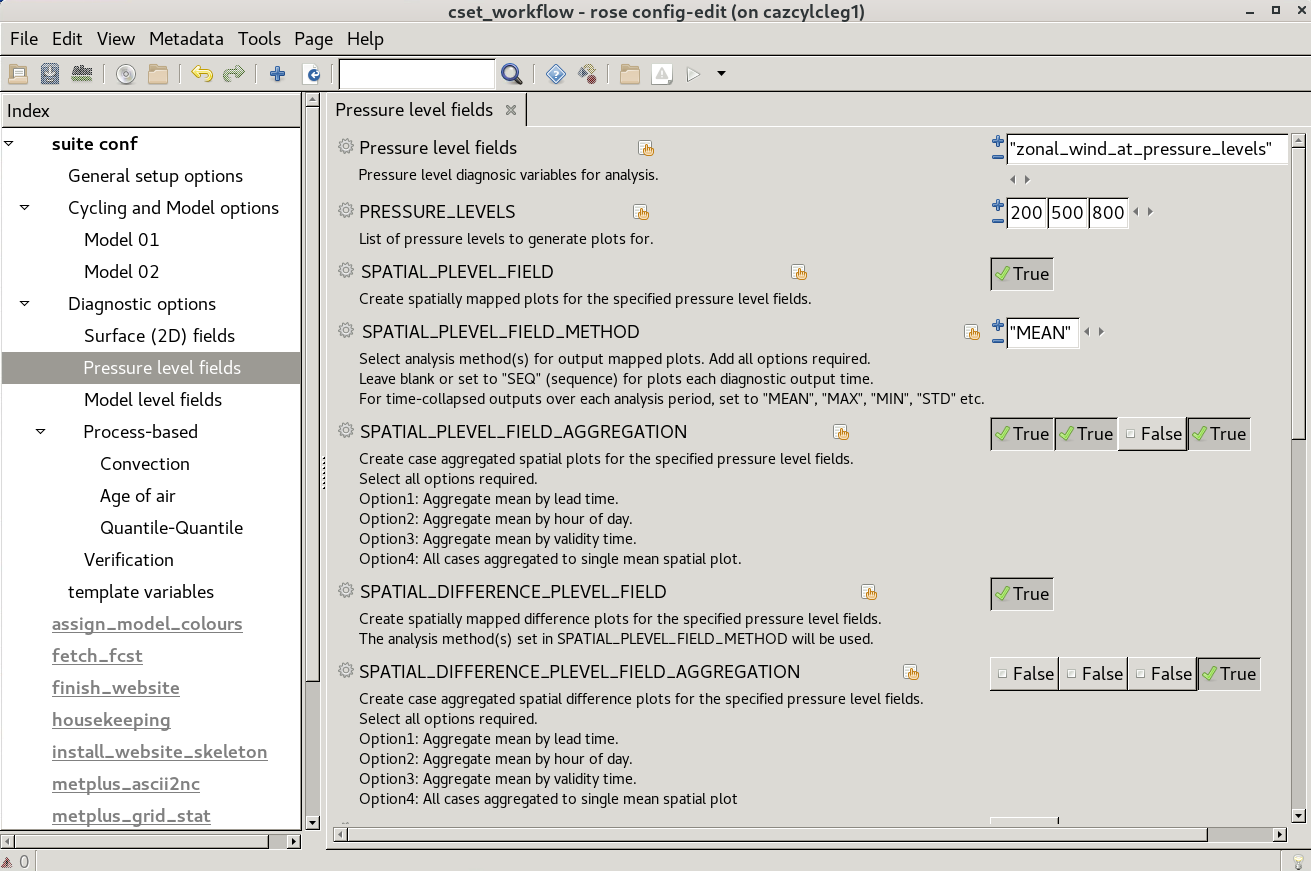 cset_workflow - rose config-edit (on cazcylcleg1)
File Edit View Metadata Tools Page Help
Index
suite conf
General setup options
Cycling and Model options
Model 01
Model 02
Diagnostic options
Surface (2D) fields
Pressure level fields
Model level fields
Process-based
Convection
Age of air
Quantile-Quantile
Verification
template variables
assign_model_colours
fetch_fcst
finish_website
housekeeping
install_website_skeleton
metplus_ascii2nc
metplus_grid_stat
Pressure level fields
Pressure level fields "zonal_wind_at_pressure_levels"
Pressure level diagnosic variables for analysis.
PRESSURE_LEVELS 200 500 800
List of pressure levels to generate plots for.
SPATIAL_PLEVEL_FIELD True
Create spatially mapped plots for the specified pressure level fields.
SPATIAL_PLEVEL_FIELD_METHOD "MEAN"
Select analysis method(s) for output mapped plots. Add all options required.
Leave blank or set to "SEQ" (sequence) for plots each diagnostic output time.
For time-collapsed outputs over each analysis period, set to "MEAN", "MAX", "MIN", "STD" etc.
SPATIAL_PLEVEL_FIELD_AGGREGATION True True False True
Create case aggregated spatial plots for the specified pressure level fields.
Select all options required.
Option1: Aggregate mean by lead time.
Option2: Aggregate mean by hour of day.
Option3: Aggregate mean by validity time.
Option4: All cases aggregated to single mean spatial plot.
SPATIAL_DIFFERENCE_PLEVEL_FIELD True
Create spatially mapped difference plots for the specified pressure level fields.
The analysis method(s) set in SPATIAL_PLEVEL_FIELD_METHOD will be used.
SPATIAL_DIFFERENCE_PLEVEL_FIELD_AGGREGATION False False False True
Create case aggregated spatial difference plots for the specified pressure level fields.
Select all options required.
Option1: Aggregate mean by lead time.
Option2: Aggregate mean by hour of day.
Option3: Aggregate mean by validity time.
Option4: All cases aggregated to single mean spatial plot
0